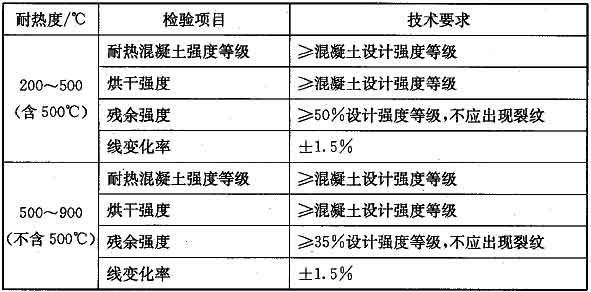 耐热度/℃ 检验项目 技术要求
200～500
(含500℃)
耐热混凝土强度等级 ≥混凝土设计强度等级
烘干强度 ≥混凝土设计强度等级
残余强度 ≥50%设计强度等级,不应出现裂纹
线变化率 ±1.5%
500～900
(不含500℃)
耐热混凝土强度等级 ≥混凝土设计强度等级
烘干强度 ≥混凝土设计强度等级
残余强度 ≥35%设计强度等级,不应出现裂纹
线变化率 ±1.5%